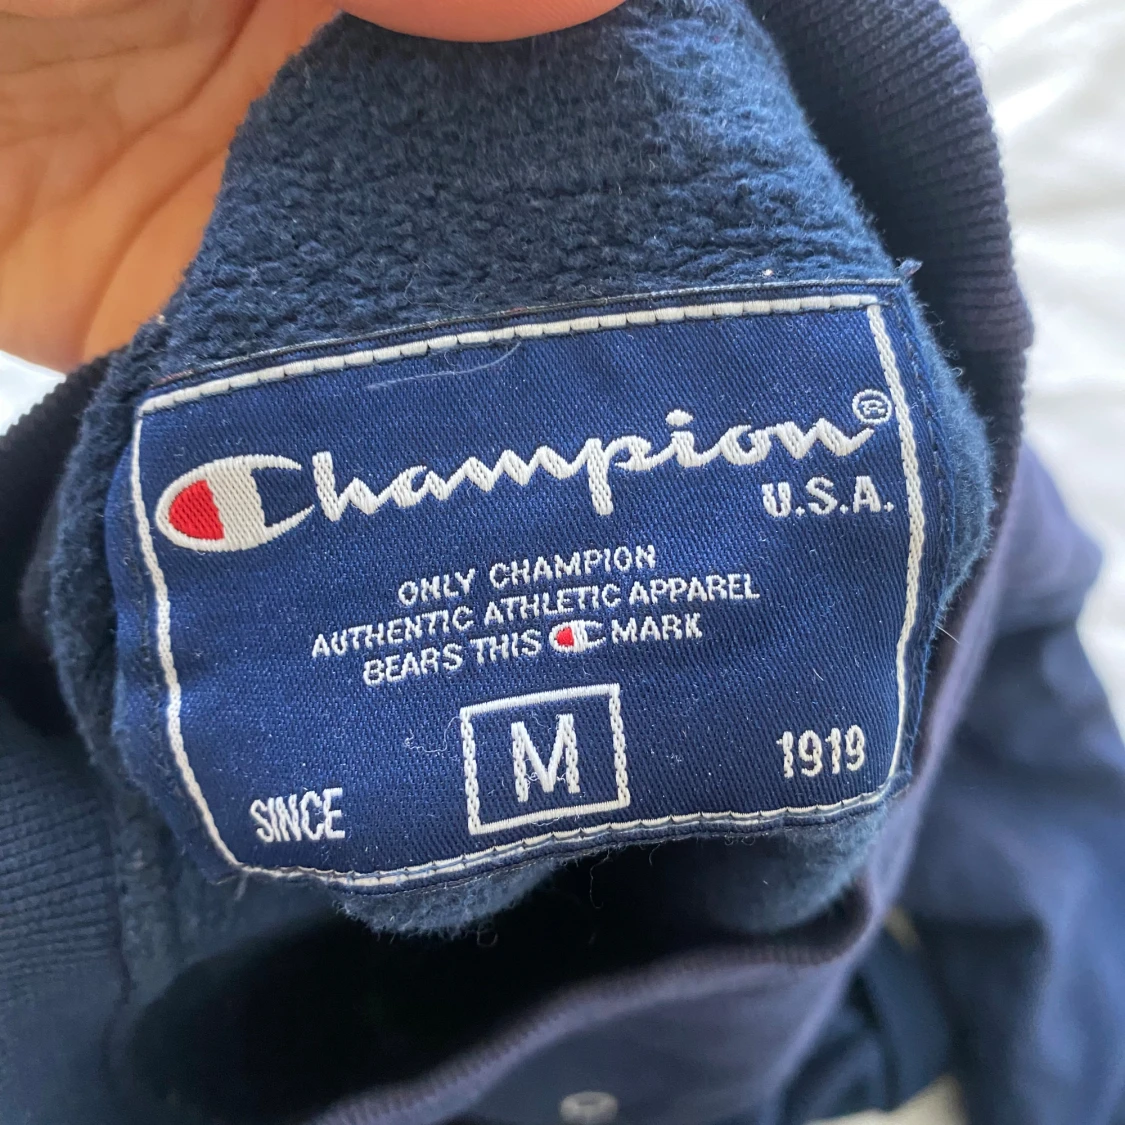 Champion®
U.S.A.
ONLY CHAMPION
AUTHENTIC ATHLETIC APPAREL
BEARS THIS C MARK
M
SINCE 1919